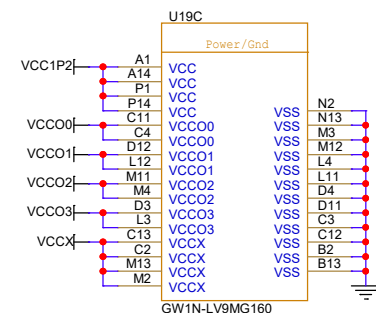 U19C
Power/Gnd
VCC1P2 A1 VCC
A14 VCC
P1 VCC
P14 VCC VSS N2
VCCO0 C11 VCCO0 VSS N13
C4 VCCO0 VSS M3
VCCO1 D12 VCCO1 VSS M12
L12 VCCO1 VSS L4
VCCO2 M11 VCCO2 VSS L11
M4 VCCO2 VSS D4
VCCO3 D3 VCCO3 VSS D11
L3 VCCO3 VSS C3
VCCX C13 VCCX VSS C12
C2 VCCX VSS B2
M13 VCCX VSS B13
M2 VCCX
GW1N-LV9MG160